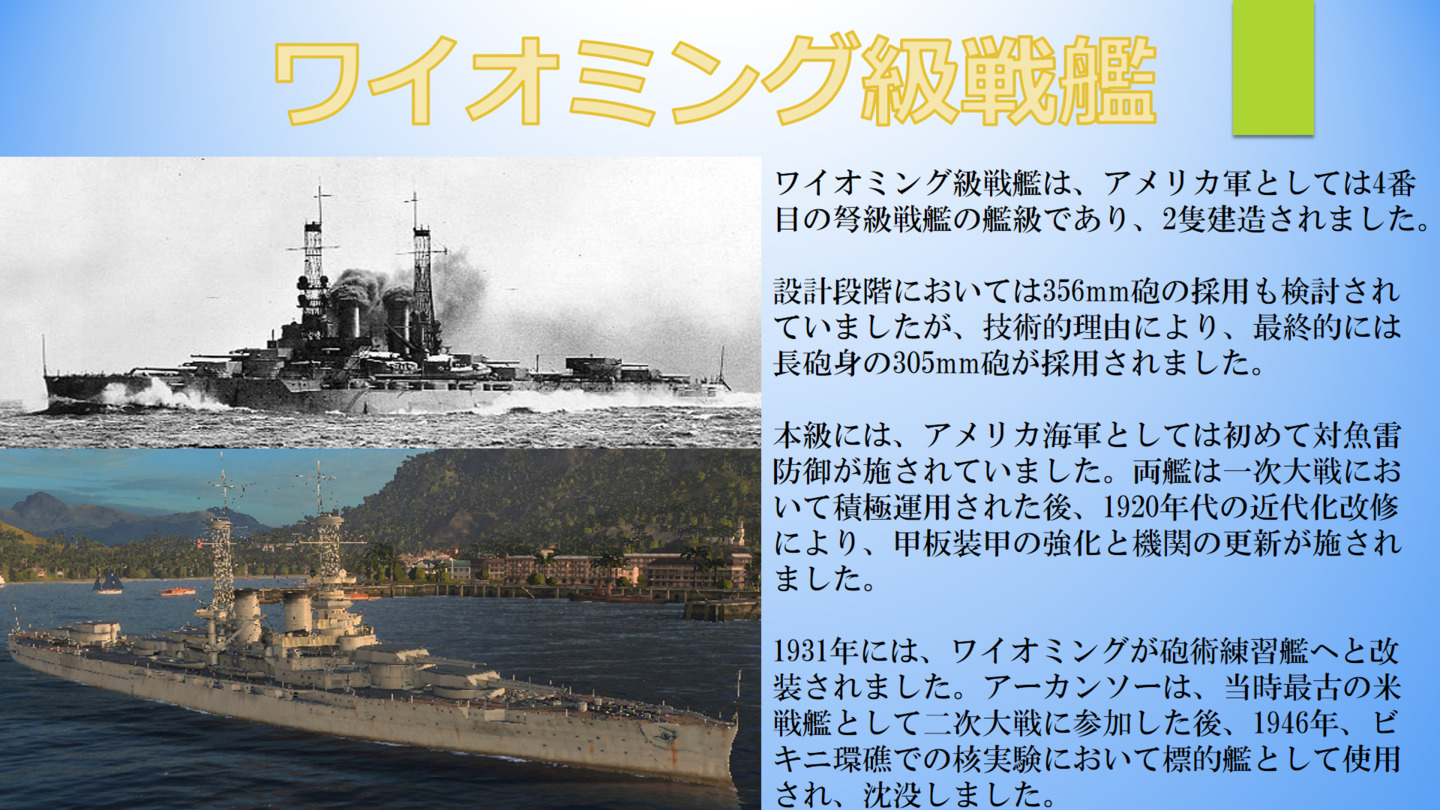 ワイオミング級戦艦
ワイオミング級戦艦は、アメリカ軍としては4番
目の弩級戦艦の艦級であり、2隻建造されました。
設計段階においては356mm砲の採用も検討され
ていましたが、技術的理由により、最終的には
長砲身の305mm砲が採用されました。
本級には、アメリカ海軍としては初めて対魚雷
防御が施されていました。両艦は一次大戦にお
いて積極運用された後、1920年代の近代化改修
により、甲板装甲の強化と機関の更新が施され
ました。
1931年には、ワイオミングが砲術練習艦へと改
装されました。アーカンソーは、当時最古の米
戦艦として二次大戦に参加した後、1946年、ビ
キニ環礁での核実験において標的艦として使用
され、沈没しました。